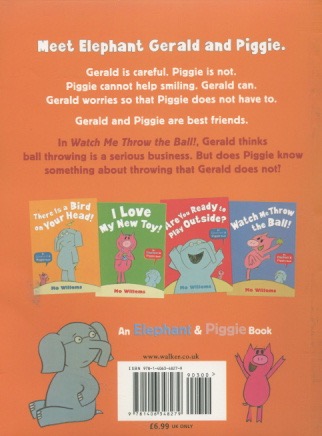 Meet Elephant Gerald and Piggie.
Gerald is careful. Piggie is not.
Piggie cannot help smiling. Gerald can.
Gerald worries so that Piggie does not have to.
Gerald and Piggie are best friends.
In Watch Me Throw the Ball!, Gerald thinks
ball throwing is a serious business. But does Piggie know
something about throwing that Gerald does not?
There Is a Bird
on Your Head!
Mo Willems
I Love
My New Toy!
Mo Willems
Are You Ready to
Play Outside?
Mo Willems
Watch Me Throw
the Ball!
Mo Willems
An Elephant & Piggie Book
www.walker.co.uk
90300>
£6.99 UK ONLY